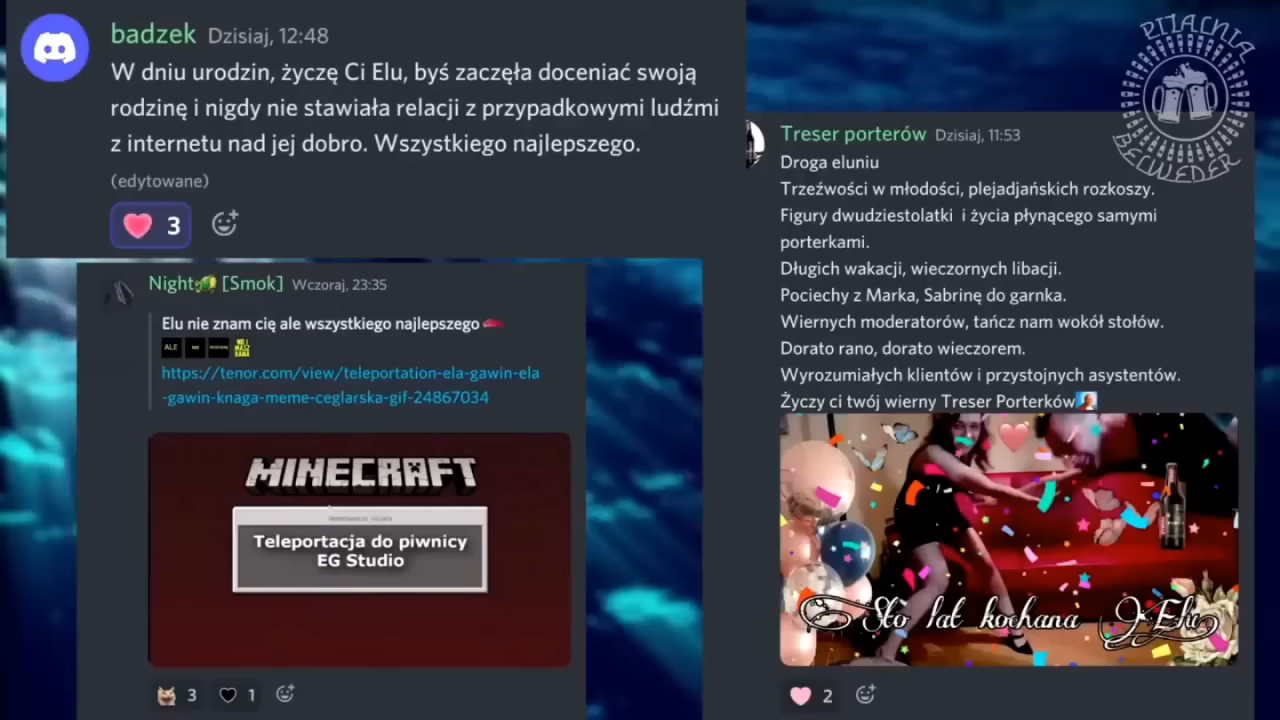 badzek Dzisiaj, 12:48
W dniu urodzin, życzę Ci Elu, byś zaczęła doceniać swoją
rodzinę i nigdy nie stawiała relacji z przypadkowymi ludźmi
z internetu nad jej dobro. Wszystkiego najlepszego.
(edytowane)
3
Night [Smok] Wczoraj, 23:35
Elu nie znam cię ale wszystkiego najlepszego
ALE
https://tenor.com/view/teleportation-ela-gawin-ela
-gawin-knaga-meme-ceglarska-gif-24867034
MINECRAFT
Teleportacja do piwnicy
EG Studio
3 1
PIJALNIA
BELWEDER
Treser porterów Dzisiaj, 11:53
Droga eluniu
Trzeźwości w młodości, plejadjańskich rozkoszy.
Figury dwudziestolatki i życia płynącego samymi
porterkami.
Długich wakacji, wieczornych libacji.
Pociechy z Marka, Sabrinę do garnka.
Wiernych moderatorów, tańcz nam wokół stołów.
Dorato rano, dorato wieczorem.
Wyrozumiałych klientów i przystojnych asystentów.
Życzy ci twój wierny Treser Porterków
Sto lat kochana Elu
2